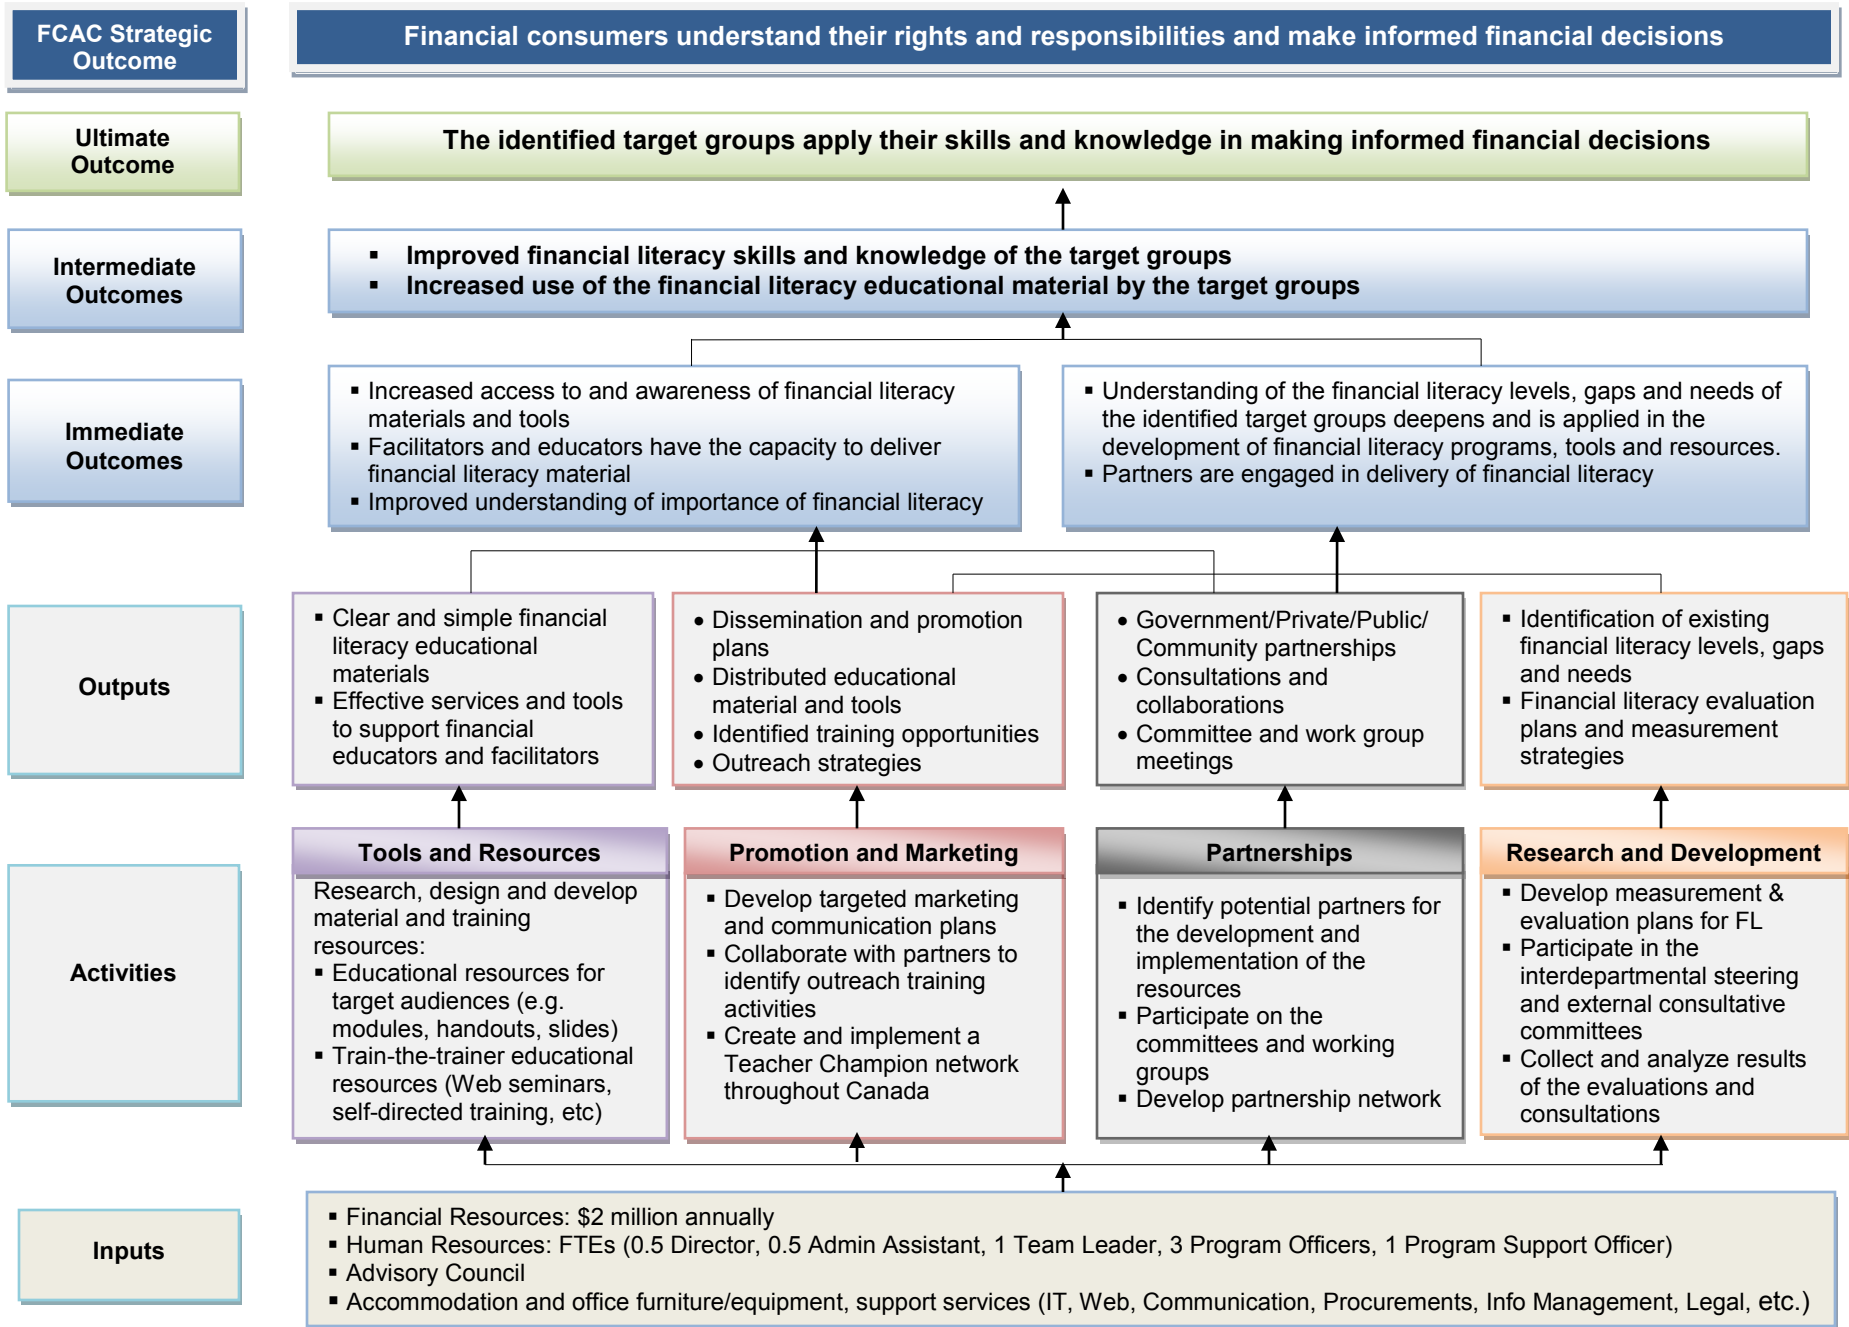 FCAC Strategic
Outcome
Financial consumers understand their rights and responsibilities and make informed financial decisions
Ultimate
Outcome
The identified target groups apply their skills and knowledge in making informed financial decisions
Intermediate
Outcomes
▪ Improved financial literacy skills and knowledge of the target groups
▪ Increased use of the financial literacy educational material by the target groups
Immediate
Outcomes
▪ Increased access to and awareness of financial literacy
materials and tools
▪ Facilitators and educators have the capacity to deliver
financial literacy material
▪ Improved understanding of importance of financial literacy
▪ Understanding of the financial literacy levels, gaps and needs of
the identified target groups deepens and is applied in the
development of financial literacy programs, tools and resources.
▪ Partners are engaged in delivery of financial literacy
Outputs
▪ Clear and simple financial
literacy educational
materials
▪ Effective services and tools
to support financial
educators and facilitators
• Dissemination and promotion
plans
• Distributed educational
material and tools
• Identified training opportunities
• Outreach strategies
• Government/Private/Public/
Community partnerships
• Consultations and
collaborations
• Committee and work group
meetings
▪ Identification of existing
financial literacy levels, gaps
and needs
▪ Financial literacy evaluation
plans and measurement
strategies
Activities
Tools and Resources
Research, design and develop
material and training
resources:
▪ Educational resources for
target audiences (e.g.
modules, handouts, slides)
▪ Train-the-trainer educational
resources (Web seminars,
self-directed training, etc)
Promotion and Marketing
▪ Develop targeted marketing
and communication plans
▪ Collaborate with partners to
identify outreach training
activities
▪ Create and implement a
Teacher Champion network
throughout Canada
Partnerships
▪ Identify potential partners for
the development and
implementation of the
resources
▪ Participate on the
committees and working
groups
▪ Develop partnership network
Research and Development
▪ Develop measurement &
evaluation plans for FL
▪ Participate in the
interdepartmental steering
and external consultative
committees
▪ Collect and analyze results
of the evaluations and
consultations
Inputs
▪ Financial Resources: $2 million annually
▪ Human Resources: FTEs (0.5 Director, 0.5 Admin Assistant, 1 Team Leader, 3 Program Officers, 1 Program Support Officer)
▪ Advisory Council
▪ Accommodation and office furniture/equipment, support services (IT, Web, Communication, Procurements, Info Management, Legal, etc.)